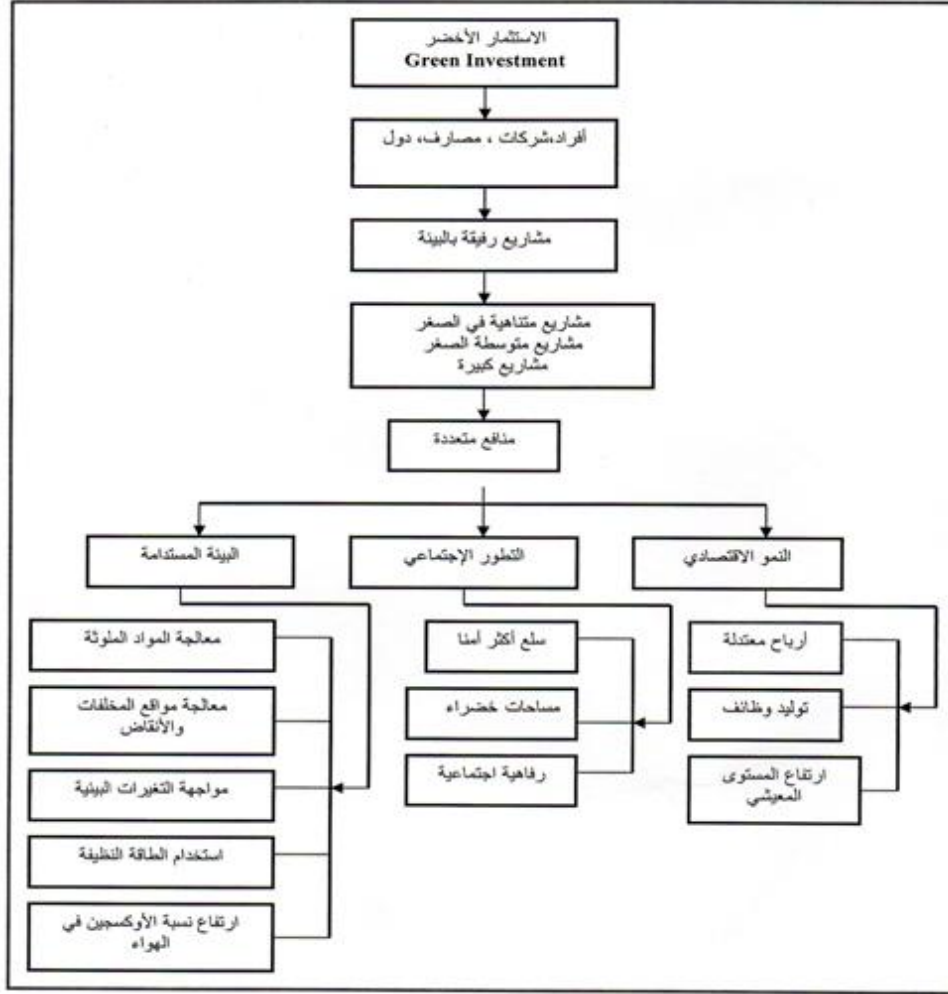 الاستثمار الأخضر
Green Investment
أفراد،شركات ، مصارف، دول
مشاريع رفيقة بالبيئة
مشاريع متناهية في الصغر
مشاريع متوسطة الصغر
مشاريع كبيرة
منافع متعددة
النمو الاقتصادي
التطور الإجتماعي
البيئة المستدامة
أرباح معتدلة
توليد وظائف
ارتفاع المستوى
المعيشي
سلع أكثر أمنا
مساحات خضراء
رفاهية اجتماعية
معالجة المواد الملوثة
معالجة مواقع المخلفات
والأنقاض
مواجهة التغيرات البيئية
استخدام الطاقة النظيفة
ارتفاع نسبة الأوكسجين في
الهواء